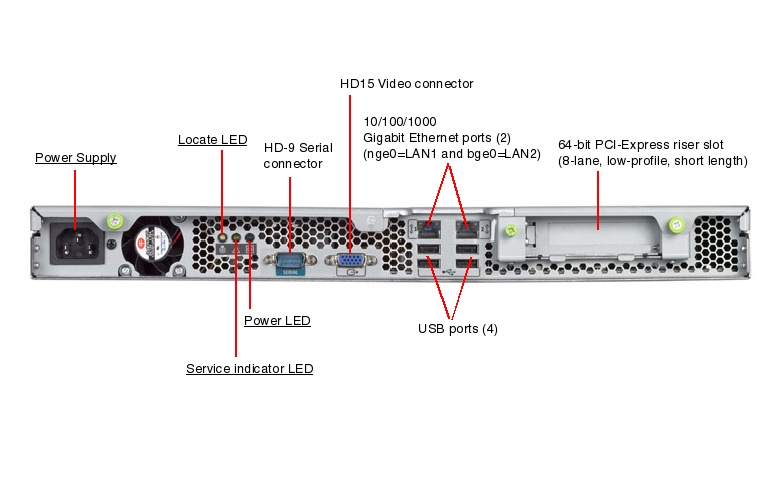 HD15 Video connector
10/100/1000
Gigabit Ethernet ports (2)
(nge0=LAN1 and bge0=LAN2)
Locate LED
HD-9 Serial
connector
64-bit PCI-Express riser slot
(8-lane, low-profile, short length)
Power Supply
SERIAL
Power LED
USB ports (4)
Service indicator LED